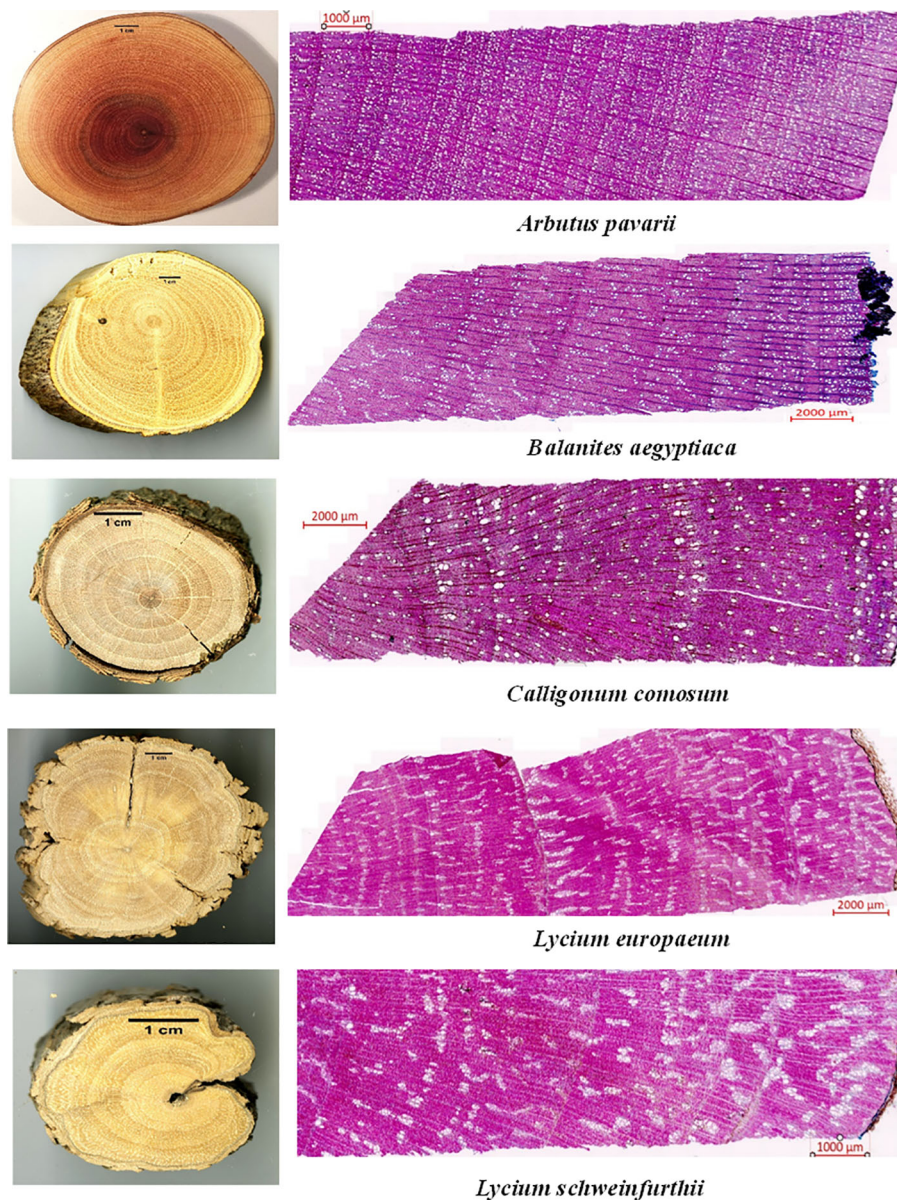 1 cm
1000 µm
Arbutus pavarii
1 cm
2000 µm
Balanites aegyptiaca
1 cm
2000 µm
Calligonum comosum
1 cm
2000 µm
Lycium europaeum
1 cm
1000 µm
Lycium schweinfurthii